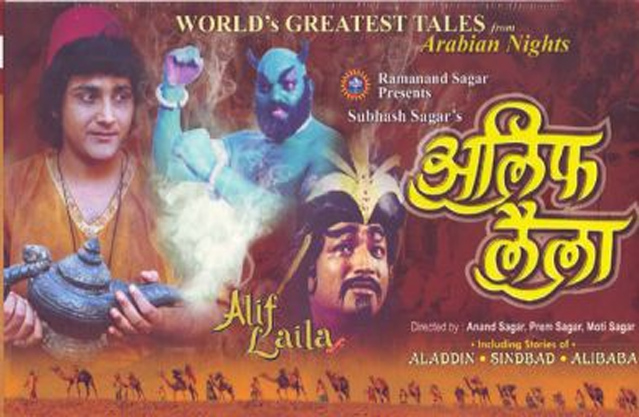 WORLD's GREATEST TALES from
Arabian Nights
Ramanand Sagar
Presents
Subhash Sagar's
अलिफ
लैला
Alif
Laila
Directed by : Anand Sagar, Prem Sagar, Moti Sagar
• Including Stories of •
ALADDIN • SINDBAD • ALIBABA